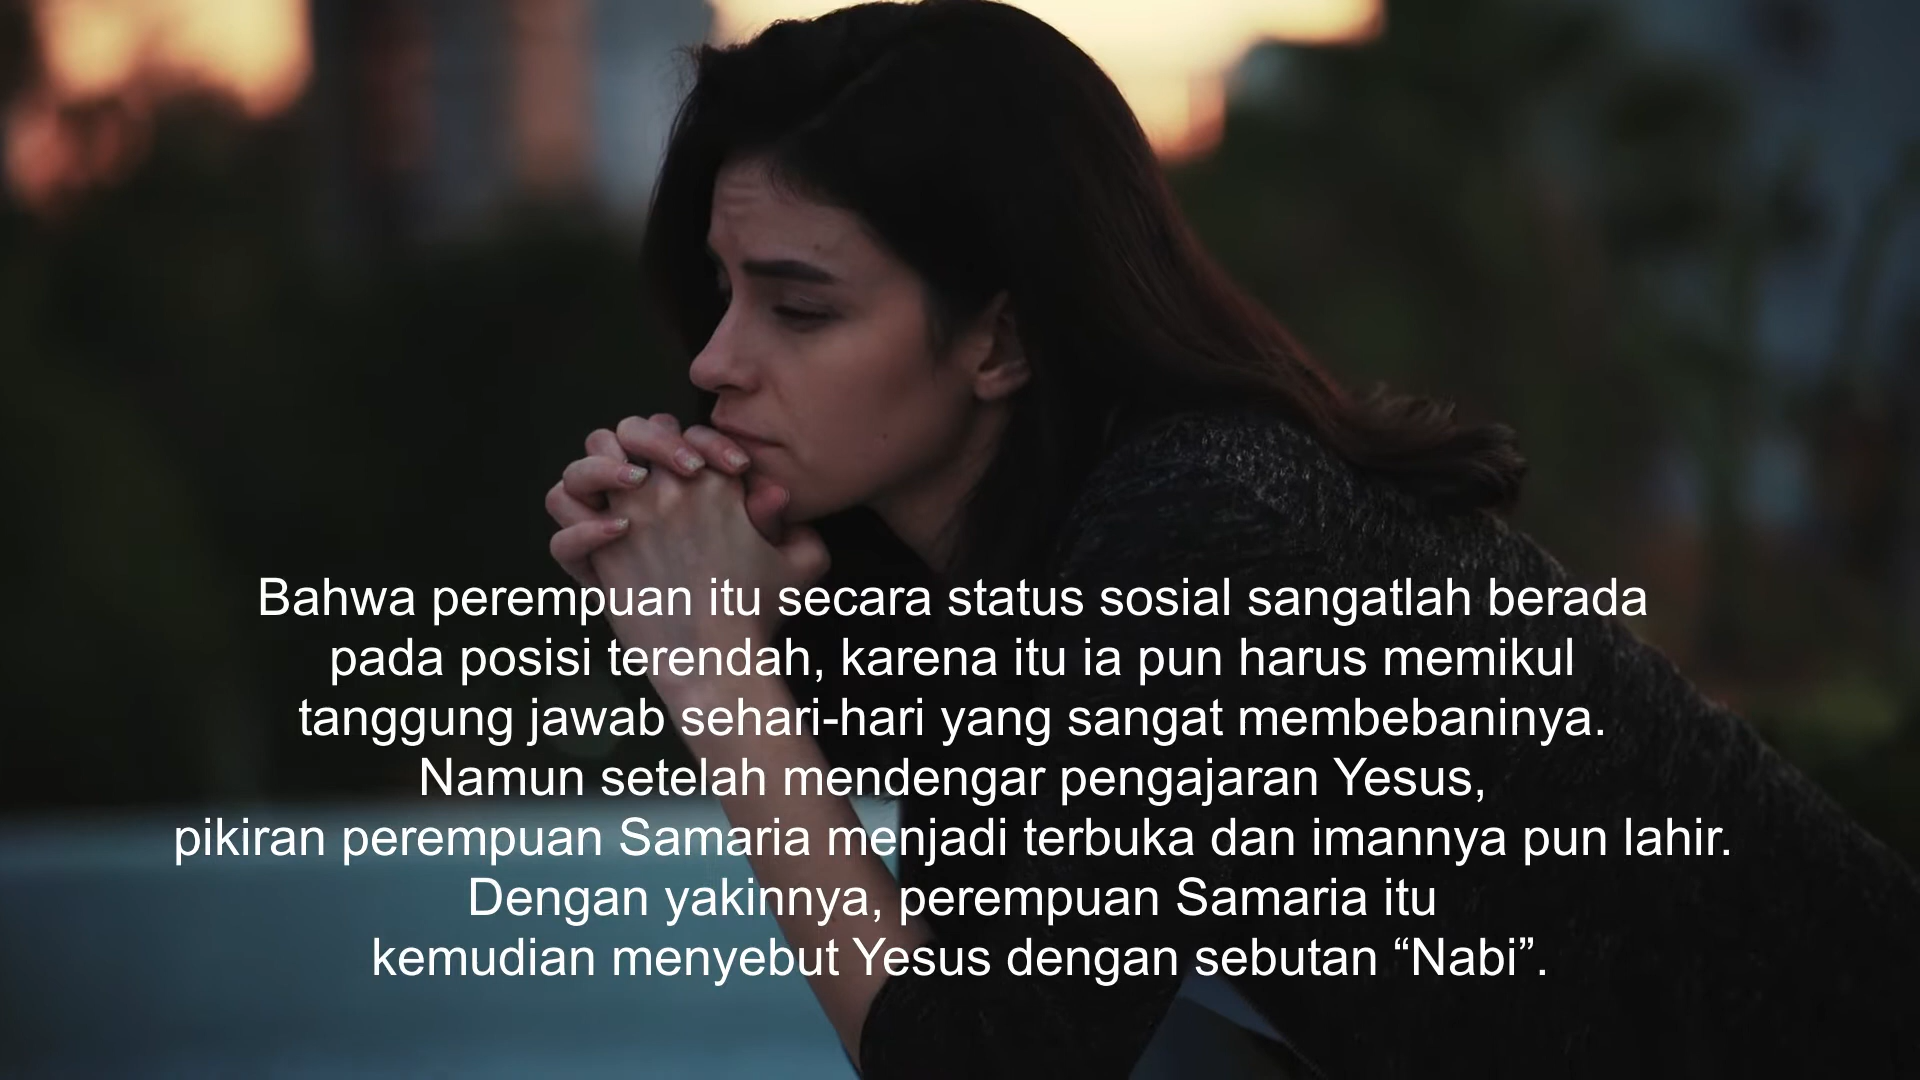 Bahwa perempuan itu secara status sosial sangatlah berada
pada posisi terendah, karena itu ia pun harus memikul
tanggung jawab sehari-hari yang sangat membebaninya.
Namun setelah mendengar pengajaran Yesus,
pikiran perempuan Samaria menjadi terbuka dan imannya pun lahir.
Dengan yakinnya, perempuan Samaria itu
kemudian menyebut Yesus dengan sebutan “Nabi”.